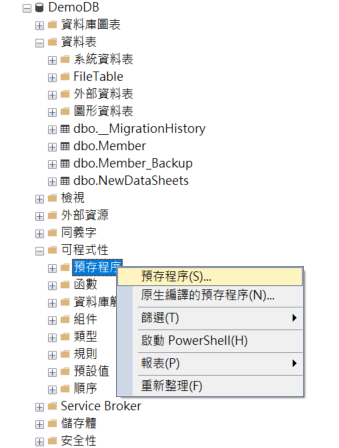 DemoDB
資料庫圖表
資料表
系統資料表
FileTable
外部資料表
圖形資料表
dbo.__MigrationHistory
dbo.Member
dbo.Member_Backup
dbo.NewDataSheets
檢視
外部資源
同義字
可程式性
預存程序
預存程序(S)...
函數
原生編譯的預存程序(N)...
資料庫
組件
篩選(T)
類型
啟動 PowerShell(H)
規則
報表(P)
預設值
重新整理(F)
順序
Service Broker
儲存體
安全性